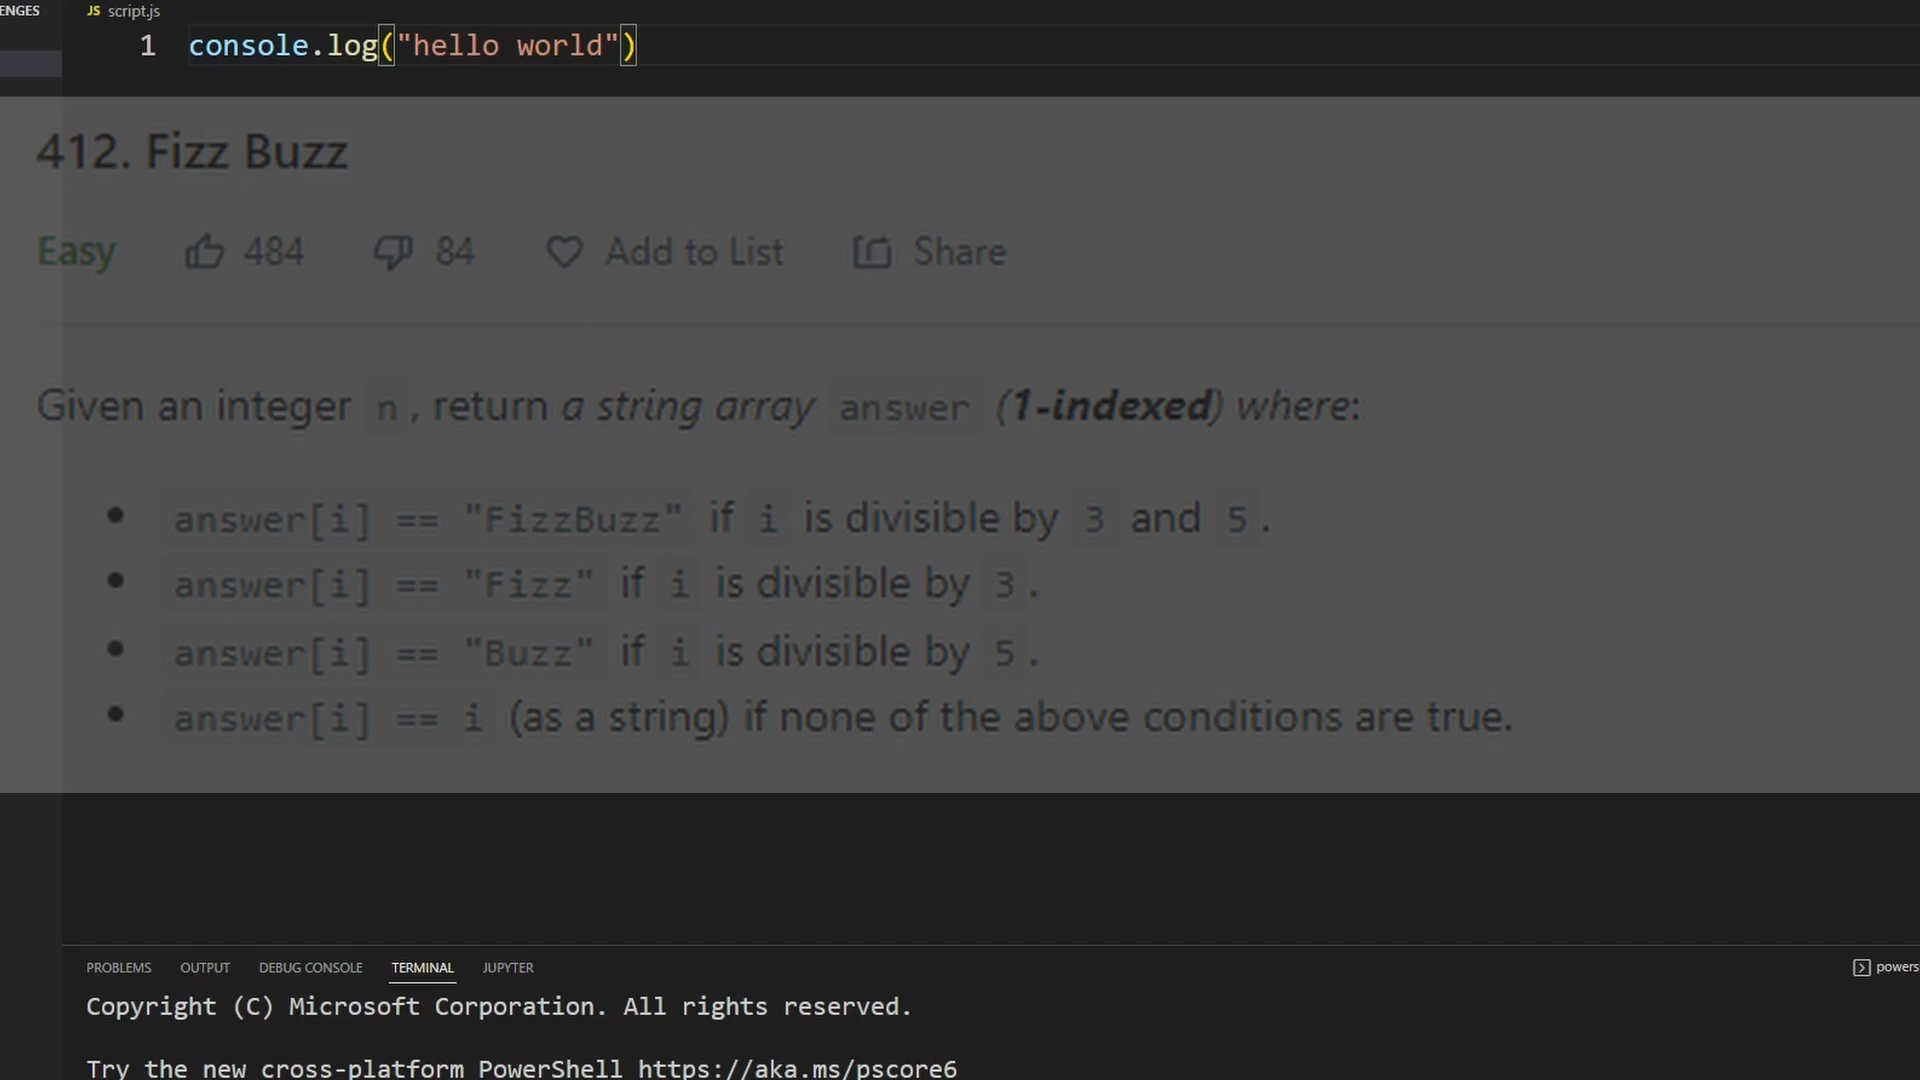 ENGES
JS script.js
1 console.log("hello world")
412. Fizz Buzz
Easy 484 84 Add to List Share
Given an integer n, return a string array answer (1-indexed) where:
• answer[i] == "FizzBuzz" if i is divisible by 3 and 5.
• answer[i] == "Fizz" if i is divisible by 3.
• answer[i] == "Buzz" if i is divisible by 5.
• answer[i] == i (as a string) if none of the above conditions are true.
PROBLEMS OUTPUT DEBUG CONSOLE TERMINAL JUPYTER powers
Copyright (C) Microsoft Corporation. All rights reserved.
Try the new cross-platform PowerShell https://aka.ms/pscore6